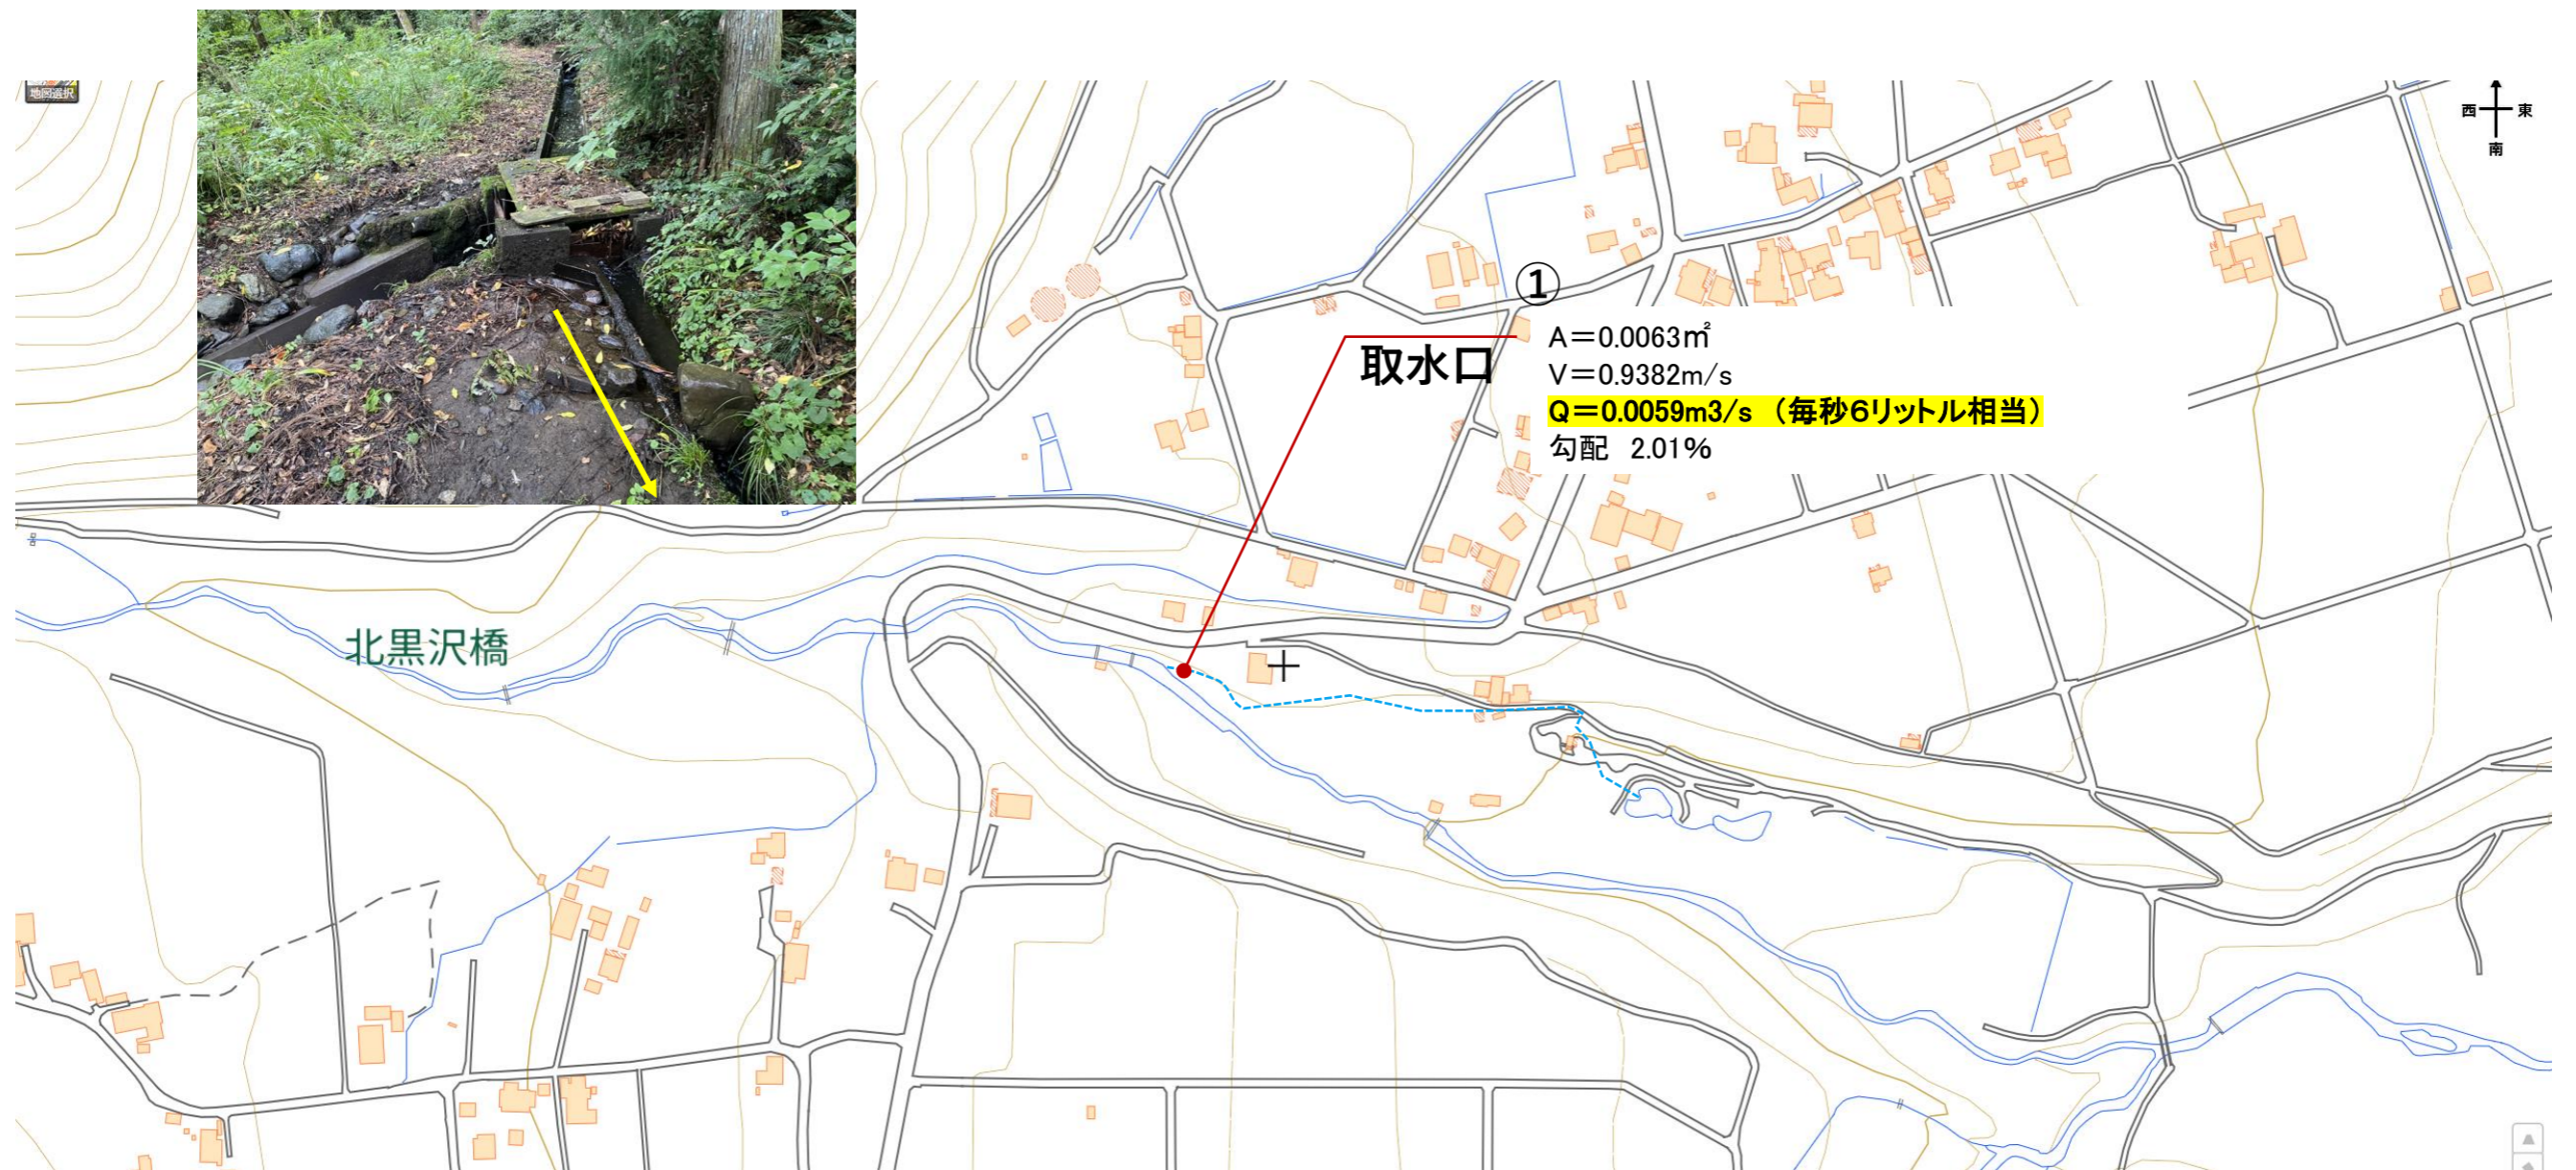 地図選択
西 東
南
①
取水口
A＝0.0063㎡
V＝0.9382m/s
Q＝0.0059m3/s （毎秒6リットル相当）
勾配 2.01%
北黒沢橋